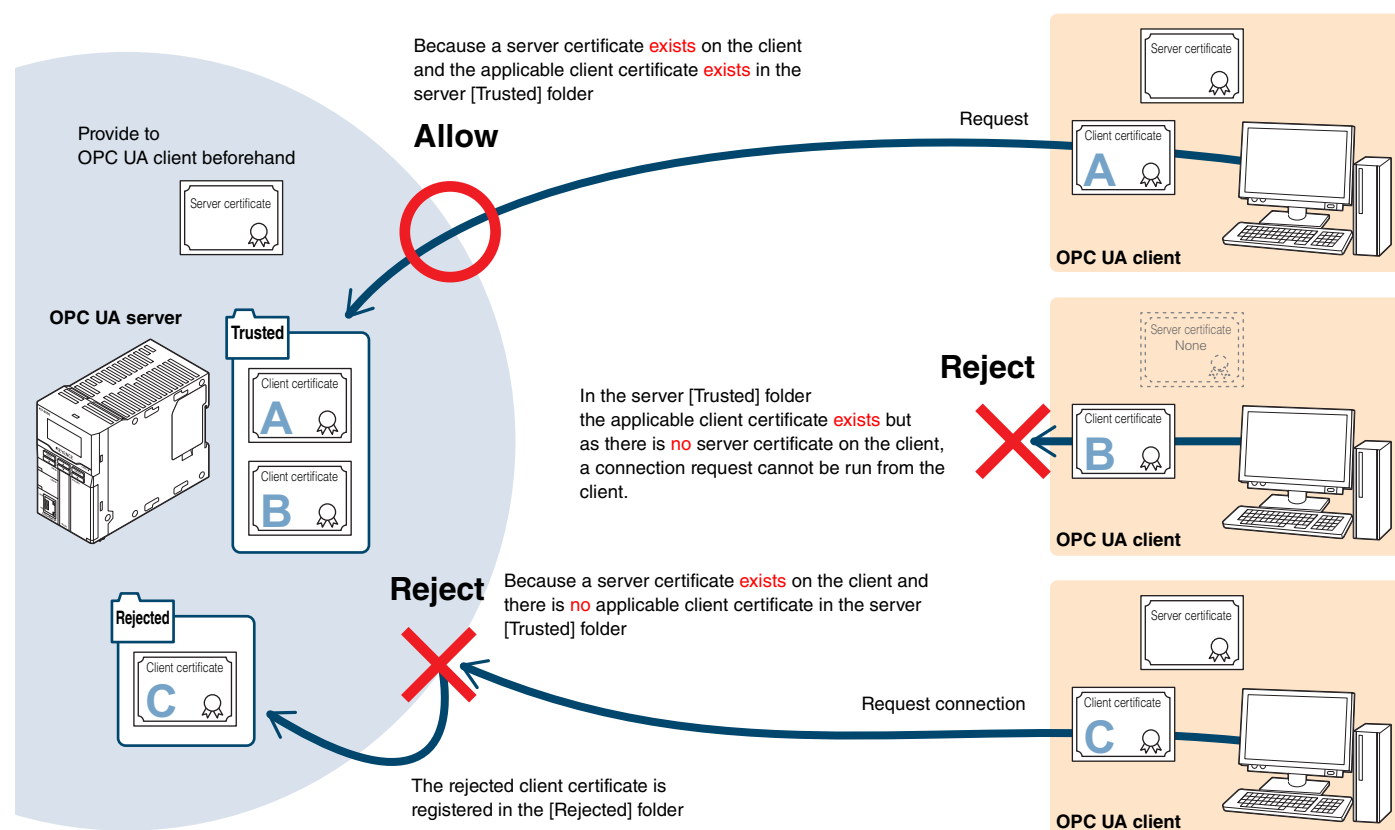 Because a server certificate exists on the client
and the applicable client certificate exists in the
server [Trusted] folder
Allow
Provide to
OPC UA client beforehand
Server certificate
OPC UA server
Trusted
Client certificate
A
Client certificate
B
Request
Server certificate
Client certificate
A
OPC UA client
Reject
In the server [Trusted] folder
the applicable client certificate exists but
as there is no server certificate on the client,
a connection request cannot be run from the
client.
Server certificate
None
Client certificate
B
OPC UA client
Reject
Because a server certificate exists on the client and
there is no applicable client certificate in the server
[Trusted] folder
Rejected
Client certificate
C
Request connection
The rejected client certificate is
registered in the [Rejected] folder
Server certificate
Client certificate
C
OPC UA client